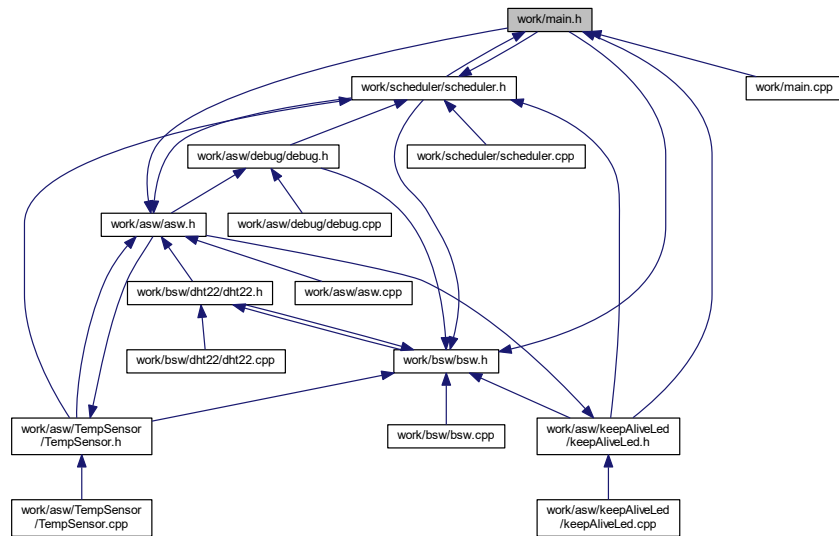 work/main.h
work/scheduler/scheduler.h
work/main.cpp
work/asw/debug/debug.h
work/scheduler/scheduler.cpp
work/asw/asw.h
work/asw/debug/debug.cpp
work/bsw/dht22/dht22.h
work/asw/asw.cpp
work/bsw/dht22/dht22.cpp
work/bsw/bsw.h
work/asw/TempSensor
/TempSensor.h
work/bsw/bsw.cpp
work/asw/keepAliveLed
/keepAliveLed.h
work/asw/TempSensor
/TempSensor.cpp
work/asw/keepAliveLed
/keepAliveLed.cpp